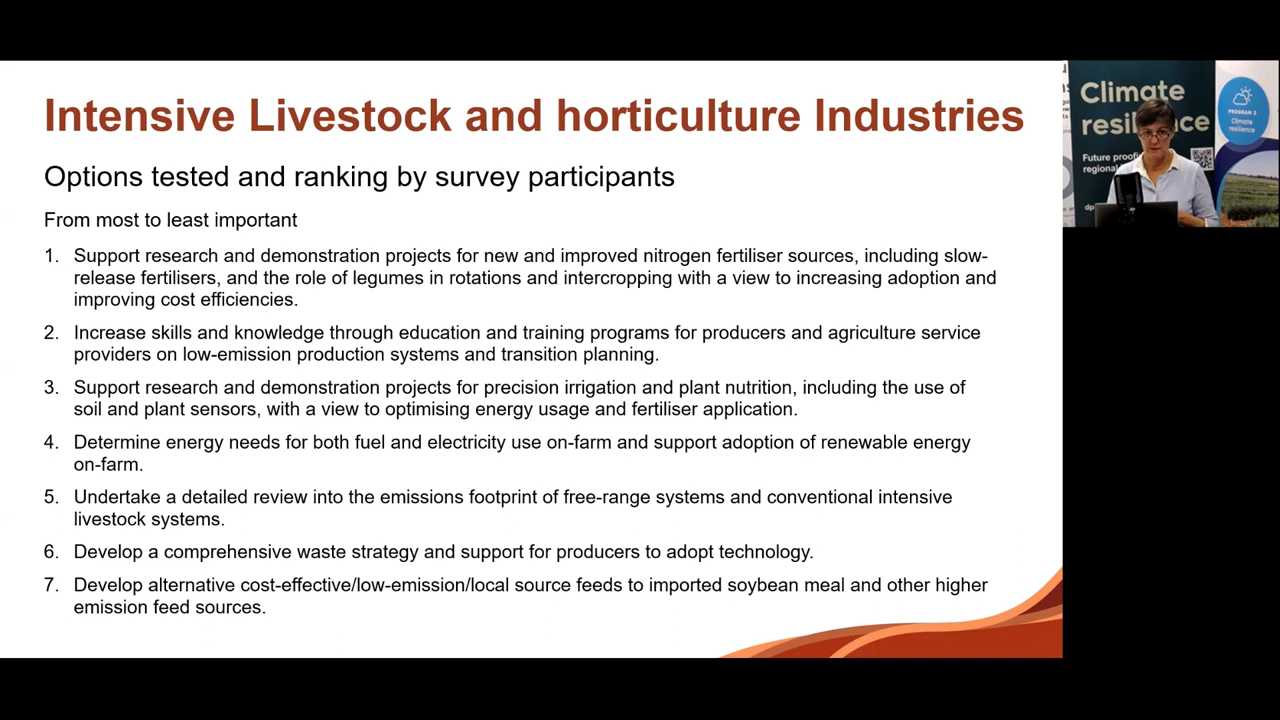 Intensive Livestock and horticulture Industries
Options tested and ranking by survey participants
From most to least important
1. Support research and demonstration projects for new and improved nitrogen fertiliser sources, including slow-
release fertilisers, and the role of legumes in rotations and intercropping with a view to increasing adoption and
improving cost efficiencies.
2. Increase skills and knowledge through education and training programs for producers and agriculture service
providers on low-emission production systems and transition planning.
3. Support research and demonstration projects for precision irrigation and plant nutrition, including the use of
soil and plant sensors, with a view to optimising energy usage and fertiliser application.
4. Determine energy needs for both fuel and electricity use on-farm and support adoption of renewable energy
on-farm.
5. Undertake a detailed review into the emissions footprint of free-range systems and conventional intensive
livestock systems.
6. Develop a comprehensive waste strategy and support for producers to adopt technology.
7. Develop alternative cost-effective/low-emission/local source feeds to imported soybean meal and other higher
emission feed sources.
Climate
Future
regional
PROGRAM 3
Climate
resilience